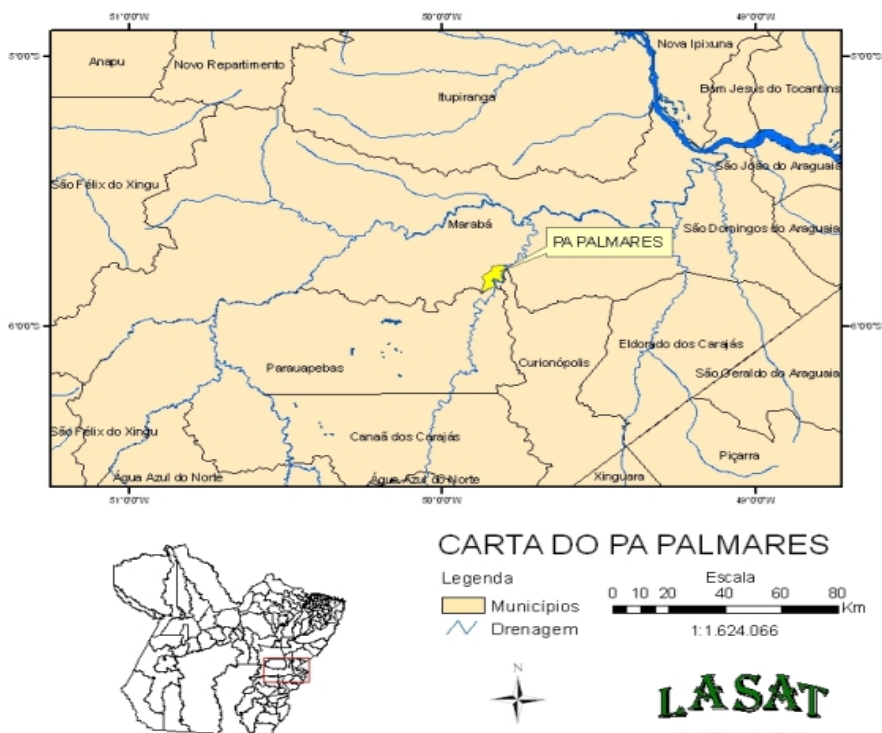 51°0'0"W 50°0'0"W 49°0'0"W
5°0'0"S 5°0'0"S
Nova Ipixuna
Anapu
Novo Repartimento
Bom Jesus do Tocantins
Itupiranga
São João do Araguaia
São Félix do Xingu
Marabá
São Domingos do Araguaia
PA PALMARES
6°0'0"S 6°0'0"S
Eldorado dos Carajás
Parauapebas
Curionópolis
São Geraldo do Araguaia
São Félix do Xingu
Canaã dos Carajás
Piçarra
Água Azul do Norte
Água Azul do Norte
Xinguara
51°0'0"W 50°0'0"W 49°0'0"W
CARTA DO PA PALMARES
Legenda
Municípios
Drenagem
Escala
0 10 20 40 60 80
Km
1:1.624.066
N
LASAT